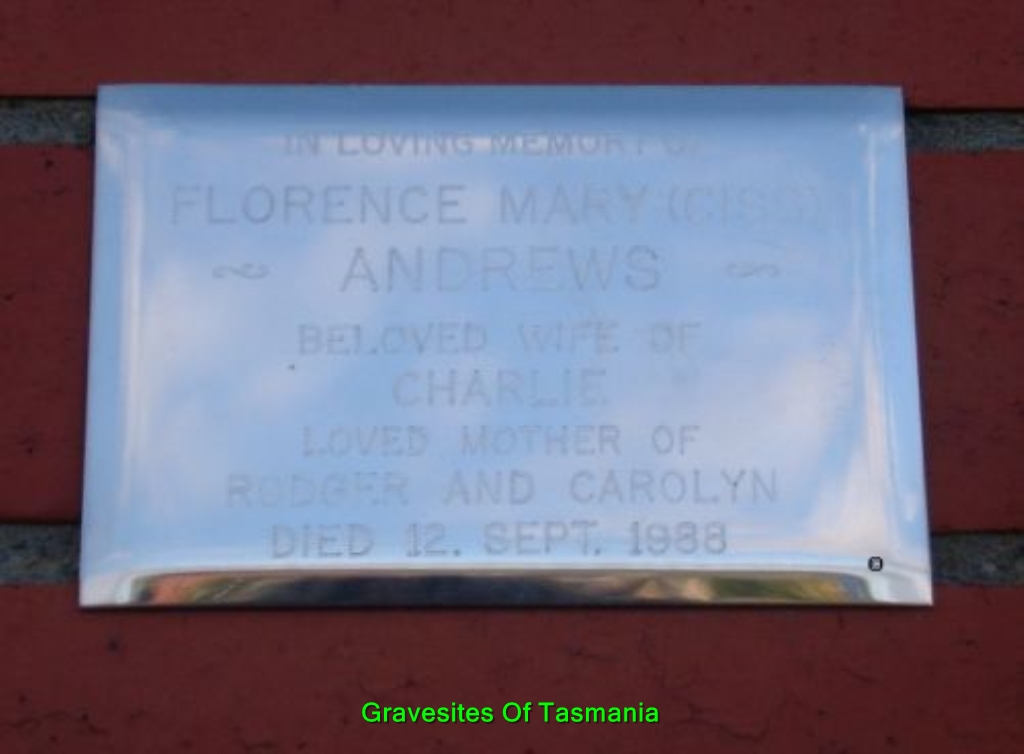 IN LOVING MEMORY OF
FLORENCE MARY (CISS)
ANDREWS
BELOVED WIFE OF
CHARLIE
LOVED MOTHER OF
RODGER AND CAROLYN
DIED 12. SEPT. 1988
Gravesites Of Tasmania